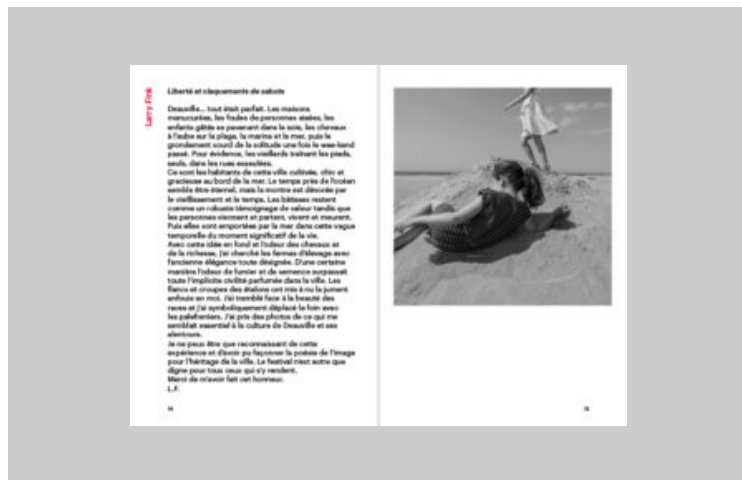 Larry Fink
Liberté et claquements de sabots
Deauville... tout était parfait. Les maisons
manucurées, les foules de personnes aisées, les
enfants gâtés se pavanant dans la soie, les chevaux
à l'aube sur la plage, la marina et la mer, puis le
grondement sourd de la solitude une fois le wee-kend
passé. Pour évidence, les vieillards traînant les pieds,
seuls, dans les rues esseulées.
Ce sont les habitants de cette ville cultivée, chic et
gracieuse au bord de la mer. Le temps près de l'océan
semble être éternel, mais la montre est dévorée par
le vieillissement et le temps. Les bâtisses restent
comme un robuste témoignage de valeur tandis que
les personnes viennent et partent, vivent et meurent.
Puis elles sont emportées par la mer dans cette vague
temporelle du moment significatif de la vie.
Avec cette idée en fond et l'odeur des chevaux et
de la richesse, j'ai cherché les fermes d'élevage avec
l'ancienne élégance toute désignée. D'une certaine
manière l'odeur de fumier et de semence surpassait
toute l'implicite civilité parfumée dans la ville. Les
flancs et croupes des étalons ont mis à nu la jument
enfouie en moi. J'ai tremblé face à la beauté des
races et j'ai symboliquement déplacé le foin avec
les palefreniers. J'ai pris des photos de ce qui me
semblait essentiel à la culture de Deauville et ses
alentours.
Je ne peux être que reconnaissant de cette
expérience et d'avoir pu façonner la poésie de l'image
pour l'héritage de la ville. Le festival n'est autre que
digne pour tous ceux qui s'y rendent.
Merci de m'avoir fait cet honneur.
L.F.